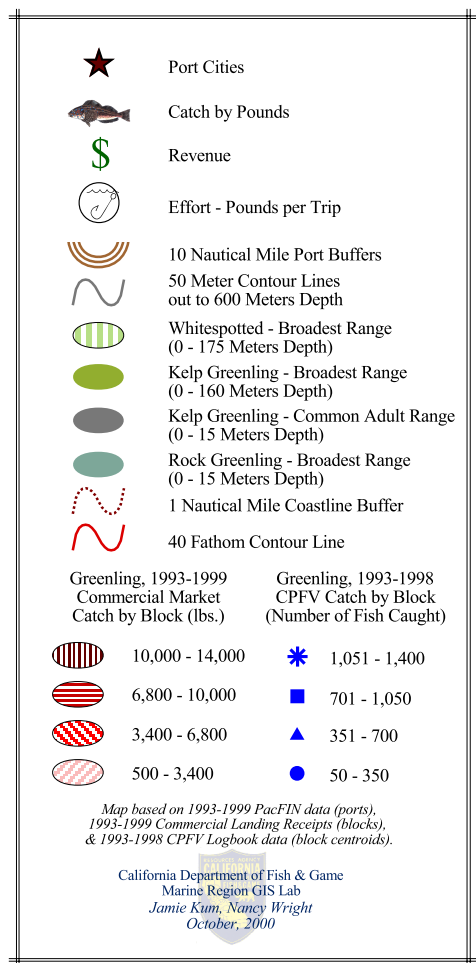 Port Cities
Catch by Pounds
$
Revenue
Effort - Pounds per Trip
10 Nautical Mile Port Buffers
50 Meter Contour Lines
out to 600 Meters Depth
Whitespotted - Broadest Range
(0 - 175 Meters Depth)
Kelp Greenling - Broadest Range
(0 - 160 Meters Depth)
Kelp Greenling - Common Adult Range
(0 - 15 Meters Depth)
Rock Greenling - Broadest Range
(0 - 15 Meters Depth)
1 Nautical Mile Coastline Buffer
40 Fathom Contour Line
Greenling, 1993-1999
Commercial Market
Catch by Block (lbs.)
10,000 - 14,000
6,800 - 10,000
3,400 - 6,800
500 - 3,400
Greenling, 1993-1998
CPFV Catch by Block
(Number of Fish Caught)
1,051 - 1,400
701 - 1,050
351 - 700
50 - 350
Map based on 1993-1999 PacFIN data (ports),
1993-1999 Commercial Landing Receipts (blocks),
& 1993-1998 CPFV Logbook data (block centroids).
CALIFORNIA
California Department of Fish & Game
Marine Region GIS Lab
Jamie Kum, Nancy Wright
October, 2000